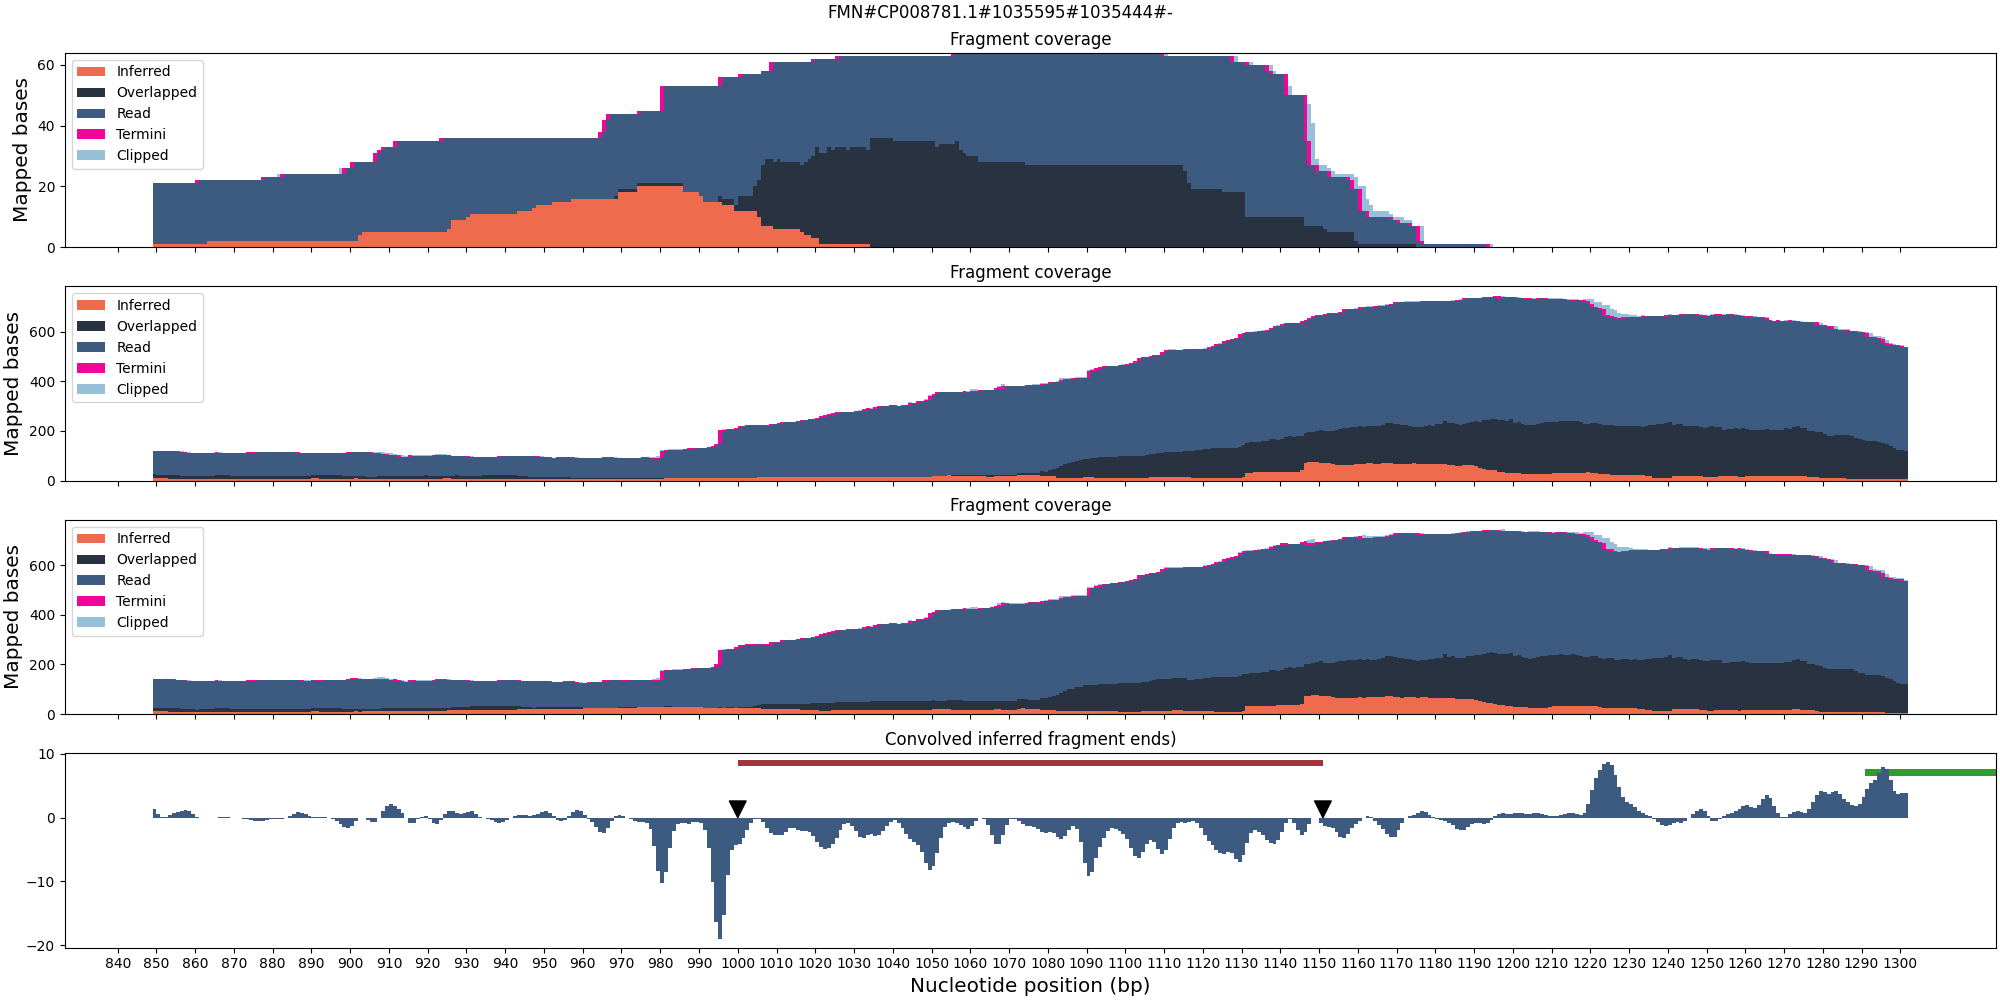 FMN#CP008781.1#1035595#1035444#-
Fragment coverage
Mapped bases
60
40
20
0
Inferred
Overlapped
Read
Termini
Clipped
Fragment coverage
Mapped bases
600
400
200
0
Inferred
Overlapped
Read
Termini
Clipped
Fragment coverage
Mapped bases
600
400
200
0
Inferred
Overlapped
Read
Termini
Clipped
Convolved inferred fragment ends)
10
0
−10
−20
840 850 860 870 880 890 900 910 920 930 940 950 960 970 980 990 1000 1010 1020 1030 1040 1050 1060 1070 1080 1090 1100 1110 1120 1130 1140 1150 1160 1170 1180 1190 1200 1210 1220 1230 1240 1250 1260 1270 1280 1290 1300
Nucleotide position (bp)